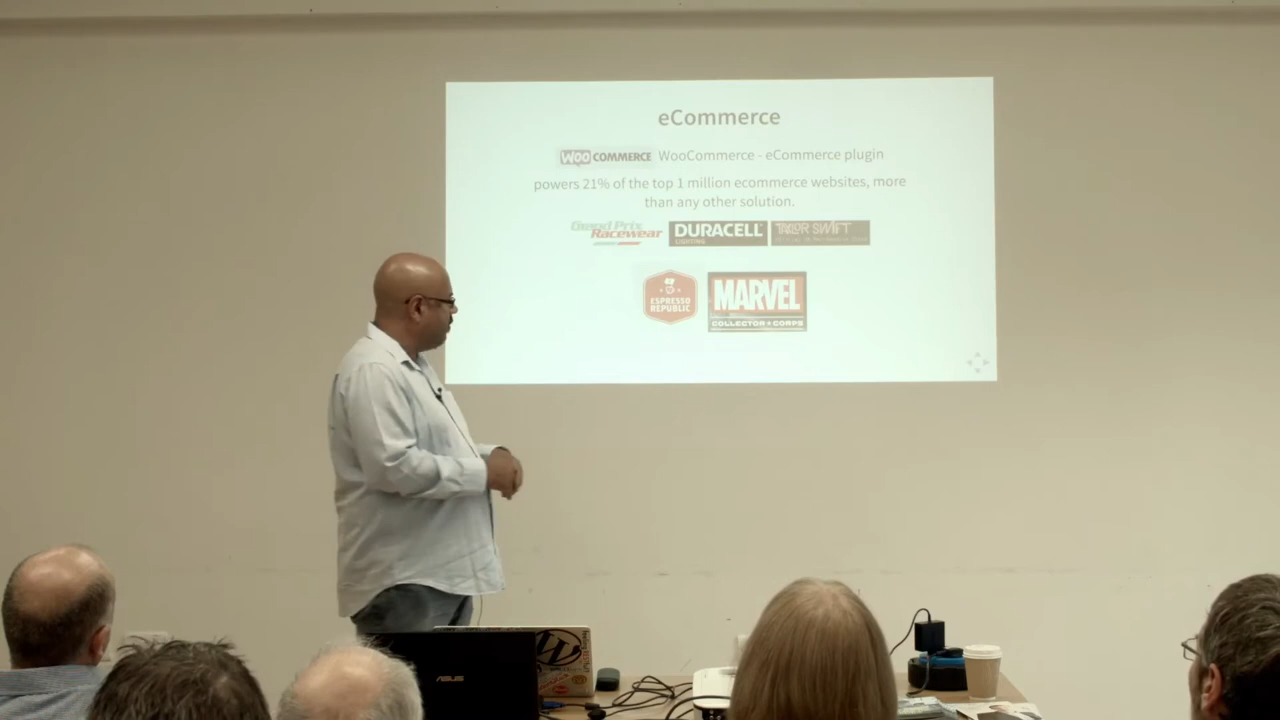 eCommerce
WOO COMMERCE WooCommerce - eCommerce plugin
powers 21% of the top 1 million ecommerce websites, more
than any other solution.
Grand Prix
Racewear
DURACELL
LIGHTING
TAYLOR SWIFT
ESPRESSO
REPUBLIC
MARVEL
COLLECTOR CORPS
ASUS